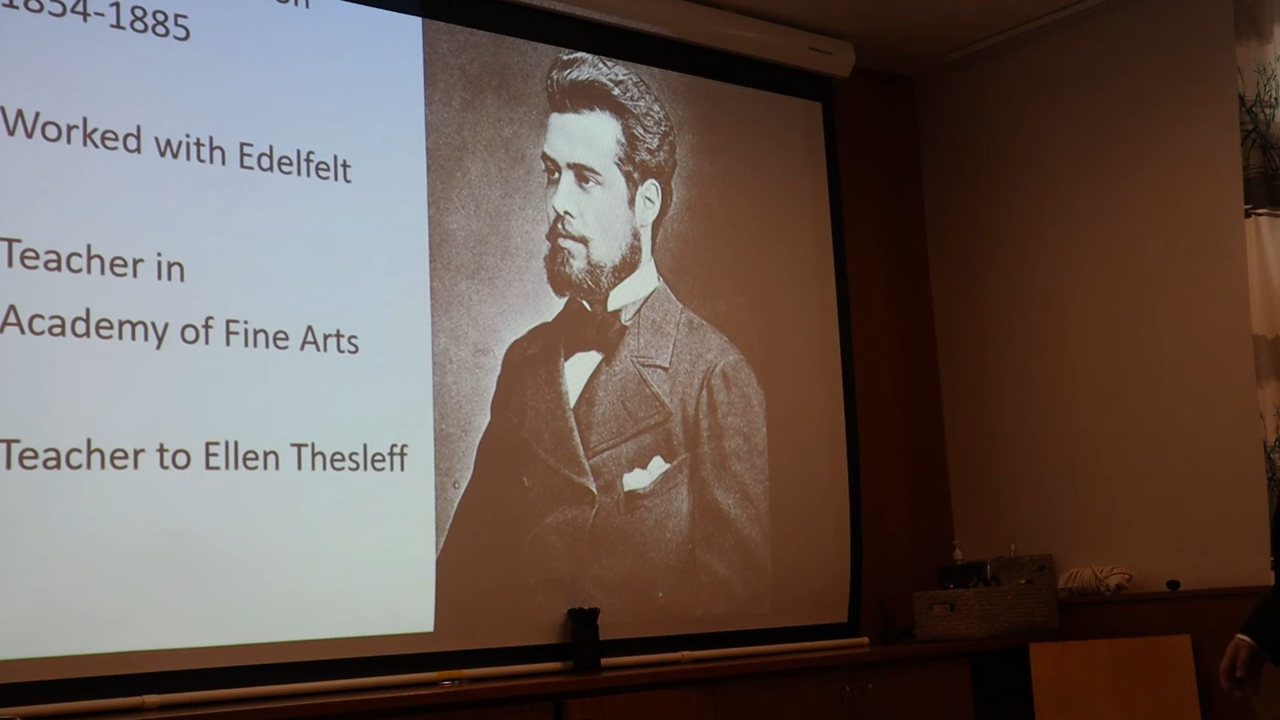 1854-1885
Worked with Edelfelt
Teacher in
Academy of Fine Arts
Teacher to Ellen Thesleff